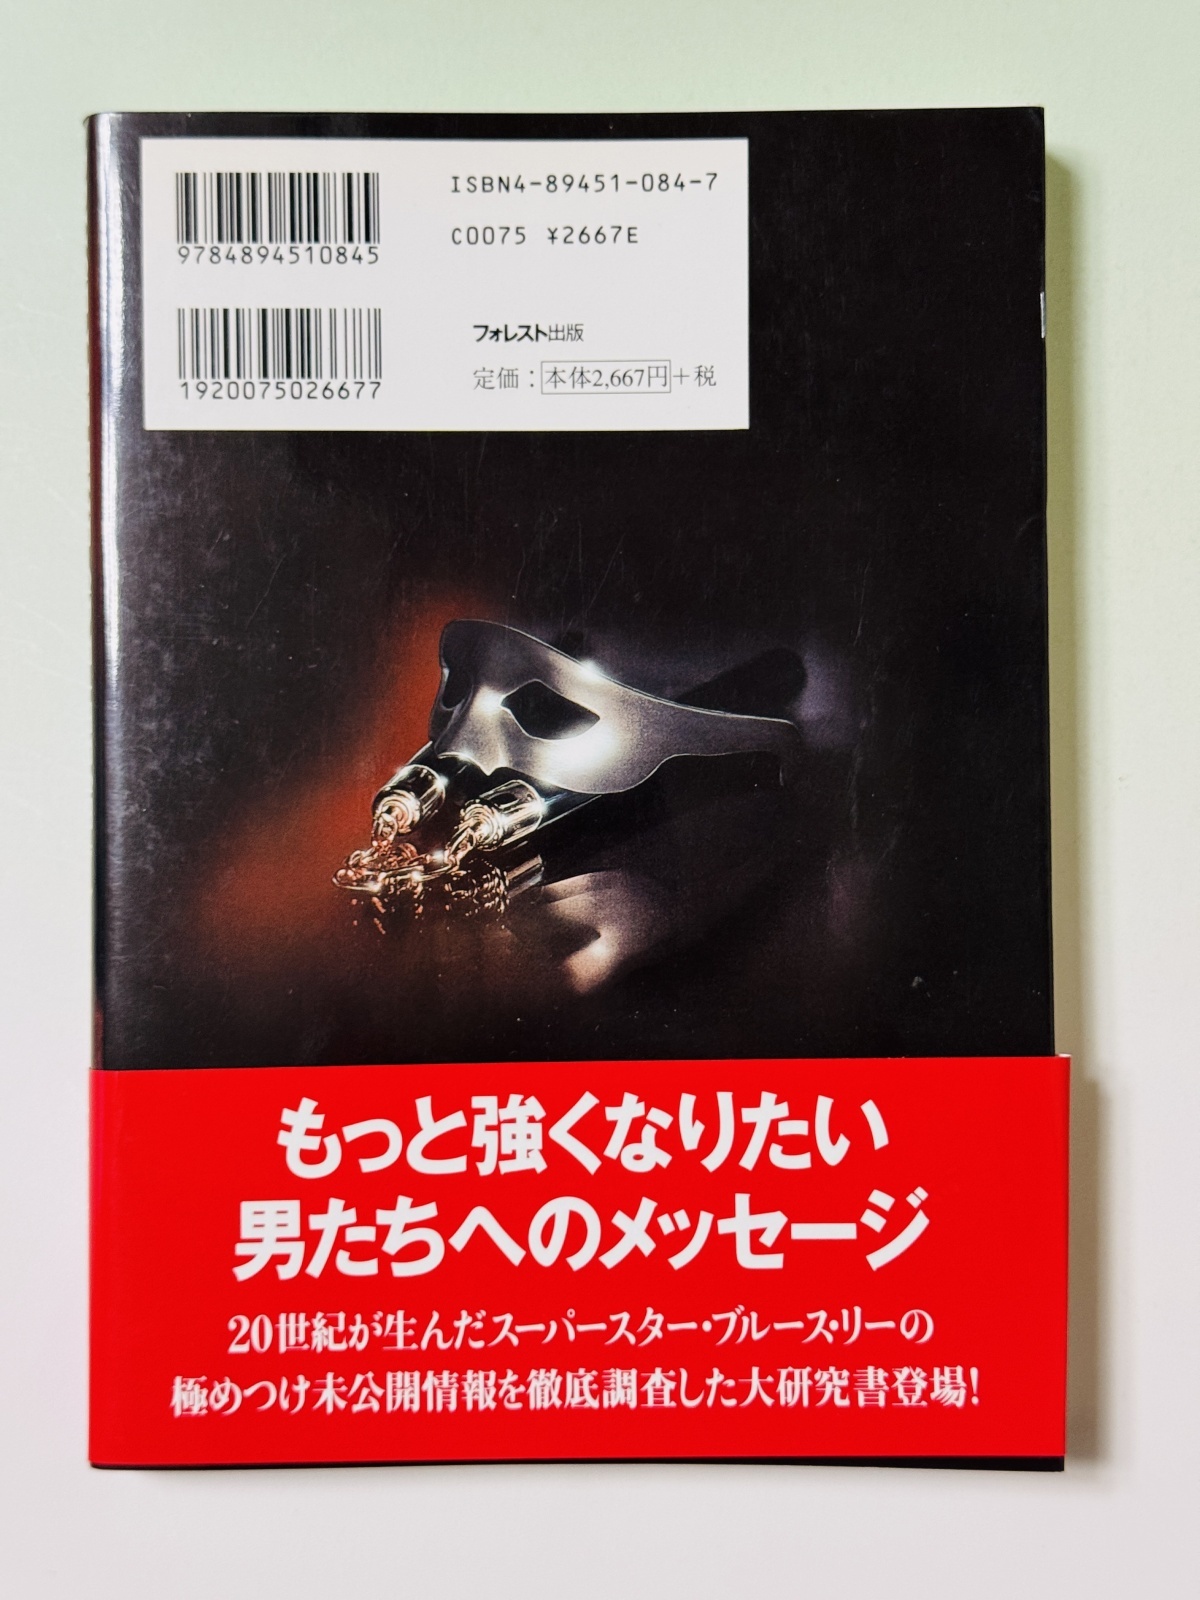 ISBN4-89451-084-7
C0075 ¥2667E
9784894510845
フォレスト出版
定価：本体2,667円＋税
1920075026677
もっと強くなりたい
男たちへのメッセージ
20世紀が生んだスーパースター・ブルース・リーの
極めつけ未公開情報を徹底調査した大研究書登場！